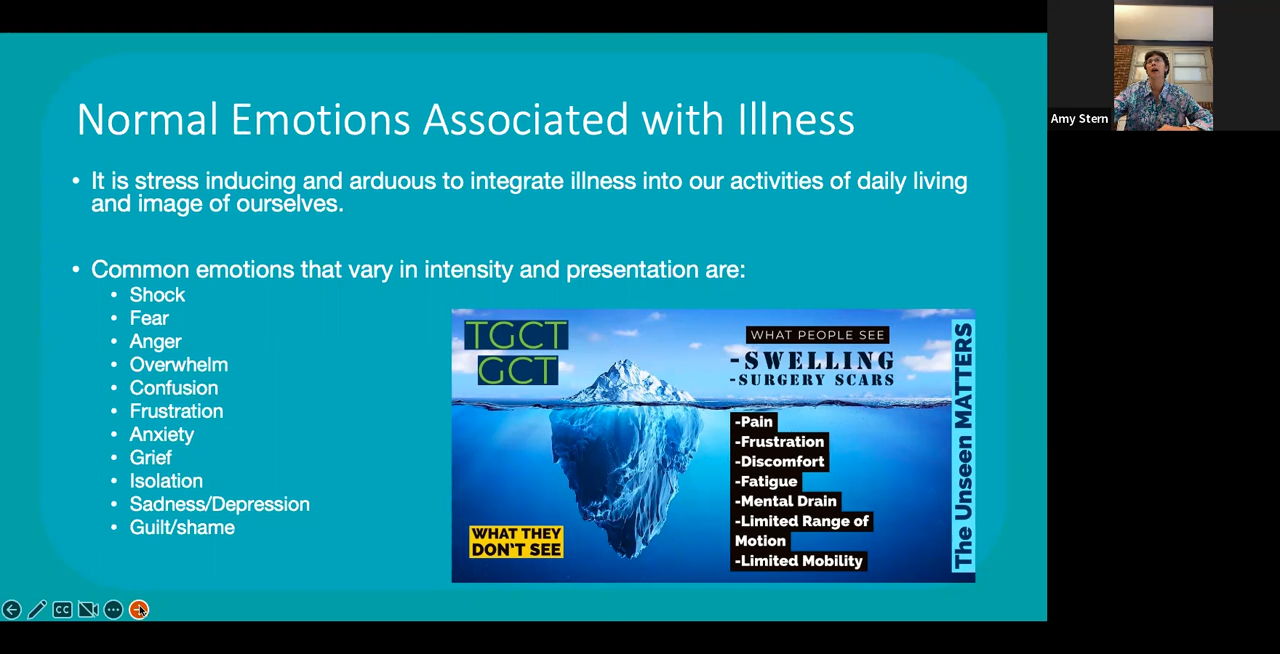 Normal Emotions Associated with Illness
• It is stress inducing and arduous to integrate illness into our activities of daily living
and image of ourselves.
• Common emotions that vary in intensity and presentation are:
• Shock
• Fear
• Anger
• Overwhelm
• Confusion
• Frustration
• Anxiety
• Grief
• Isolation
• Sadness/Depression
• Guilt/shame
TGCT
GCT
WHAT PEOPLE SEE
-SWELLING
-SURGERY SCARS
-Pain
-Frustration
-Discomfort
-Fatigue
-Mental Drain
-Limited Range of
Motion
-Limited Mobility
WHAT THEY
DON'T SEE
The Unseen MATTERS
CC
Amy Stern